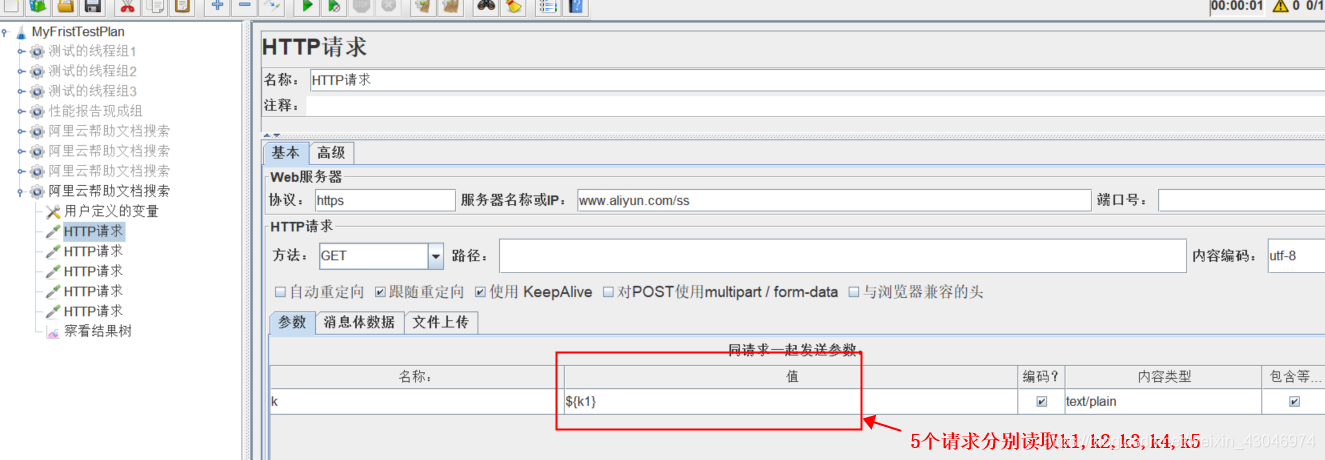 00:00:01 0 0/1
MyFristTestPlan
测试的线程组1
测试的线程组2
测试的线程组3
性能报告现成组
阿里云帮助文档搜索
阿里云帮助文档搜索
阿里云帮助文档搜索
阿里云帮助文档搜索
用户定义的变量
HTTP请求
HTTP请求
HTTP请求
HTTP请求
HTTP请求
察看结果树
HTTP请求
名称： HTTP请求
注释：
基本 高级
Web服务器
协议： https 服务器名称或IP： www.aliyun.com/ss 端口号：
HTTP请求
方法： GET 路径： 内容编码： utf-8
自动重定向 跟随重定向 使用 KeepAlive 对POST使用multipart / form-data 与浏览器兼容的头
参数 消息体数据 文件上传
同请求一起发送参数：
名称： 值 编码？ 内容类型 包含等...
k ${k1} text/plain
5个请求分别读取k1,k2,k3,k4,k5
weixin_43046974